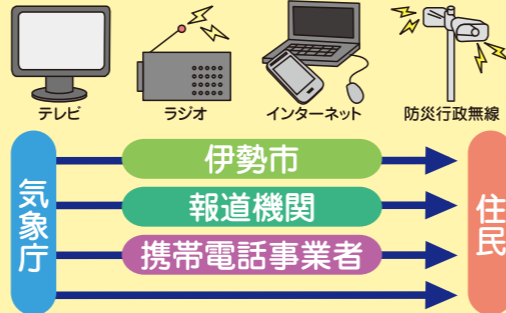 テレビ
ラジオ
インターネット
防災行政無線
気象庁
伊勢市
報道機関
携帯電話事業者
住民